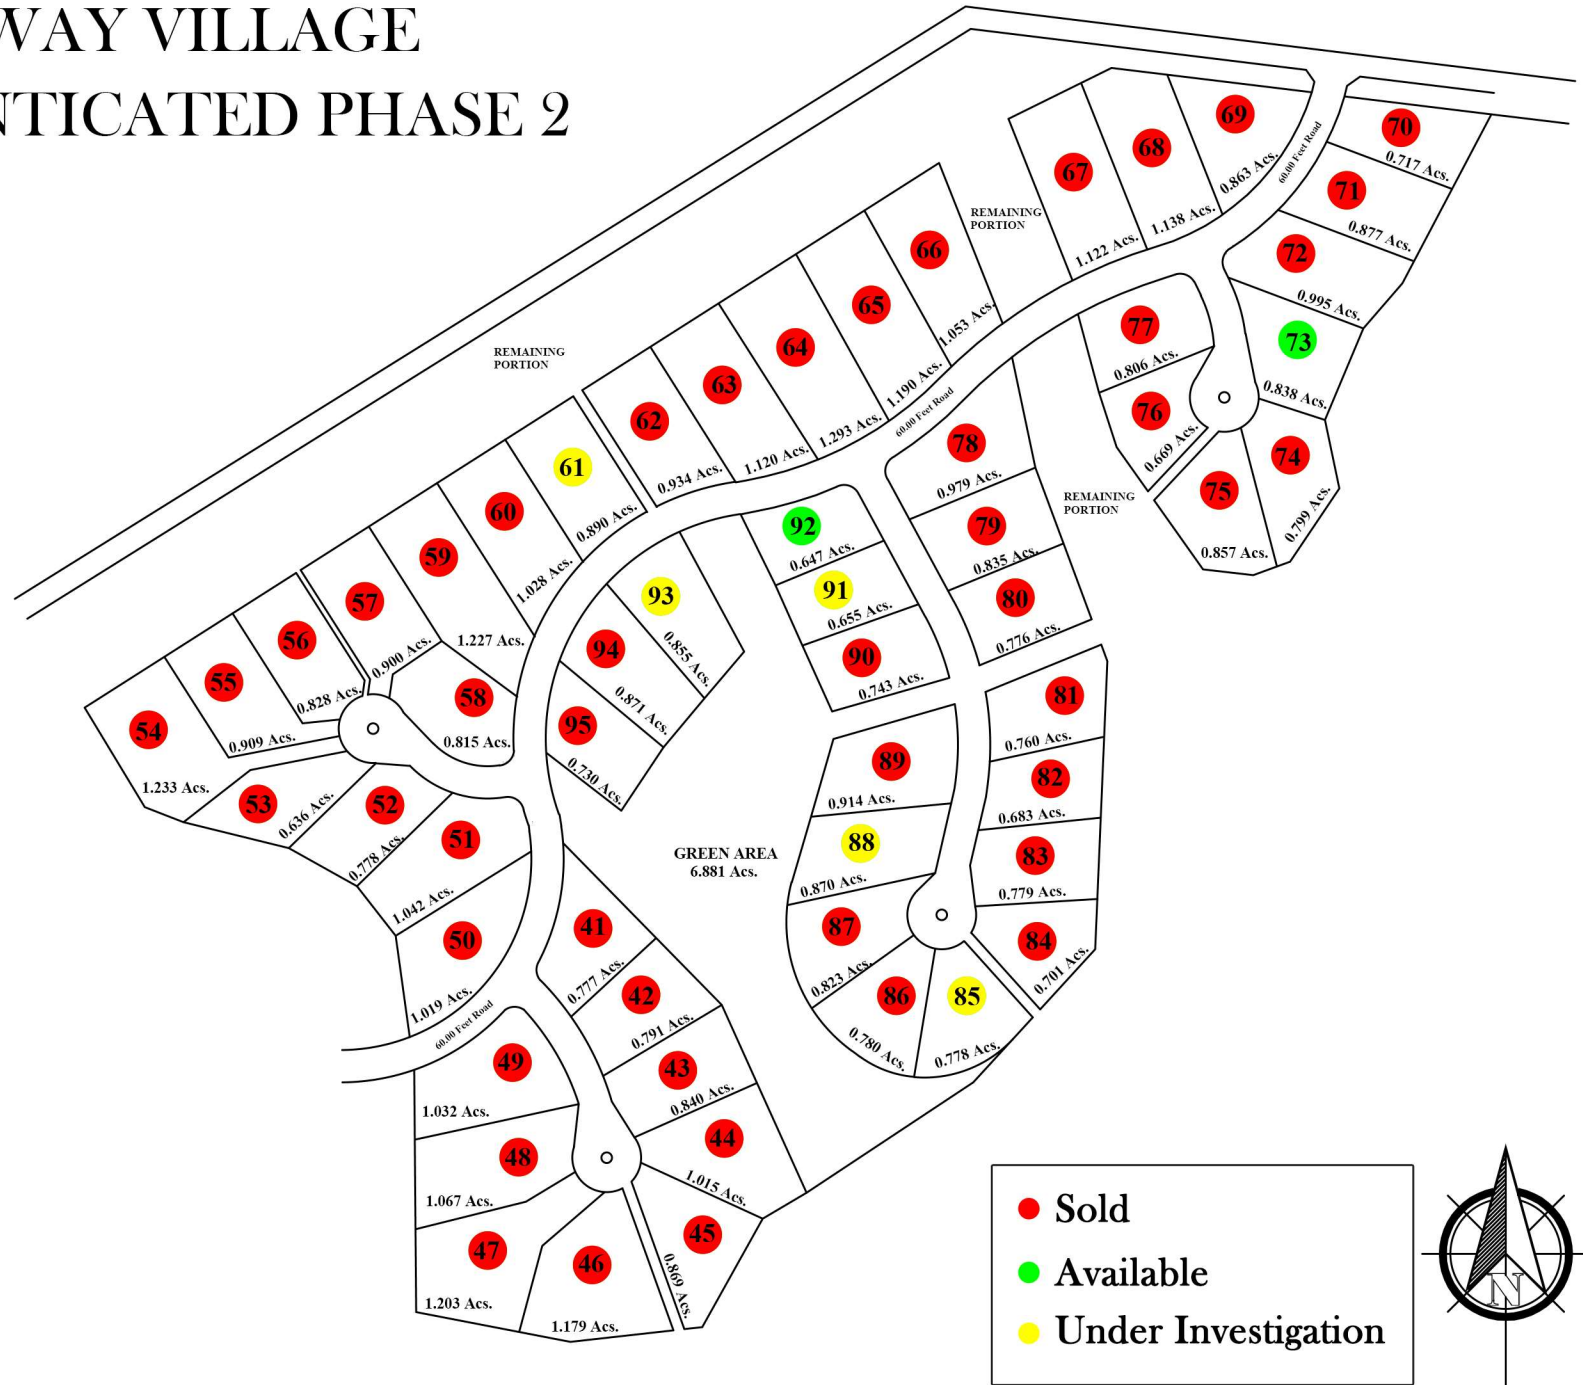 WAY VILLAGE
NTICATED PHASE 2
69
0.863 Acs.
60.00 Feet Road
70
0.717 Acs.
68
1.138 Acs.
67
1.122 Acs.
71
0.877 Acs.
REMAINING
PORTION
66
1.053 Acs.
72
0.995 Acs.
65
1.190 Acs.
77
0.806 Acs.
73
0.838 Acs.
64
1.293 Acs.
REMAINING
PORTION
63
1.120 Acs.
62
0.934 Acs.
60.00 Feet Road
76
0.669 Acs.
78
0.979 Acs.
74
0.799 Acs.
61
0.890 Acs.
75
0.857 Acs.
REMAINING
PORTION
60
1.028 Acs.
92
0.647 Acs.
79
0.835 Acs.
59
1.227 Acs.
91
0.655 Acs.
93
0.855 Acs.
80
0.776 Acs.
57
0.900 Acs.
56
0.828 Acs.
94
0.871 Acs.
90
0.743 Acs.
55
0.909 Acs.
58
0.815 Acs.
81
0.760 Acs.
54
1.233 Acs.
95
0.730 Acs.
89
0.914 Acs.
82
0.683 Acs.
53
0.636 Acs.
52
0.778 Acs.
51
1.042 Acs.
88
0.870 Acs.
83
0.779 Acs.
GREEN AREA
6.881 Acs.
41
0.777 Acs.
87
0.823 Acs.
84
0.701 Acs.
50
1.019 Acs.
42
0.791 Acs.
86
0.780 Acs.
85
0.778 Acs.
60.00 Feet Road
49
1.032 Acs.
43
0.840 Acs.
48
1.067 Acs.
44
1.015 Acs.
47
1.203 Acs.
46
1.179 Acs.
45
0.869 Acs.
Sold
Available
Under Investigation
N